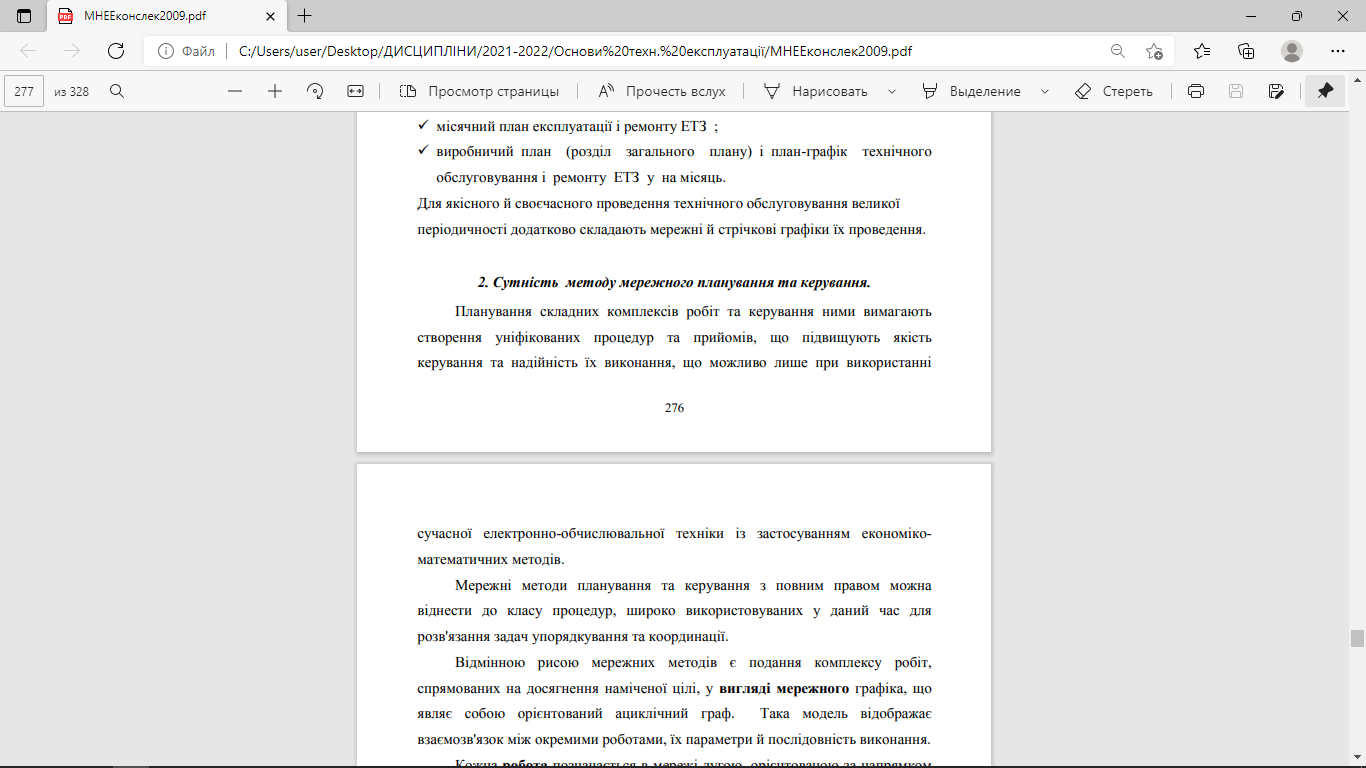 МНЕЕконслек2009.pdf
Файл C:/Users/user/Desktop/ДИСЦИПЛІНИ/2021-2022/Основи%20техн.%20експлуатації/МНЕЕконслек2009.pdf
277 из 328 Просмотр страницы Прочесть вслух Нарисовать Выделение Стереть
✓ місячний план експлуатації і ремонту ЕТЗ ;
✓ виробничий план (розділ загального плану) і план-графік технічного
обслуговування і ремонту ЕТЗ у на місяць.
Для якісного й своєчасного проведення технічного обслуговування великої
періодичності додатково складають мережні й стрічкові графіки їх проведення.
2. Сутність методу мережного планування та керування.
Планування складних комплексів робіт та керування ними вимагають
створення уніфікованих процедур та прийомів, що підвищують якість
керування та надійність їх виконання, що можливо лише при використанні
276
сучасної електронно-обчислювальної техніки із застосуванням економіко-
математичних методів.
Мережні методи планування та керування з повним правом можна
віднести до класу процедур, широко використовуваних у даний час для
розв'язання задач упорядкування та координації.
Відмінною рисою мережних методів є подання комплексу робіт,
спрямованих на досягнення наміченої цілі, у вигляді мережного графіка, що
являє собою орієнтований ациклічний граф. Така модель відображає
взаємозв'язок між окремими роботами, їх параметри й послідовність виконання.
Кожна робота позначається в мережі дугою, орієнтованою за напрямком